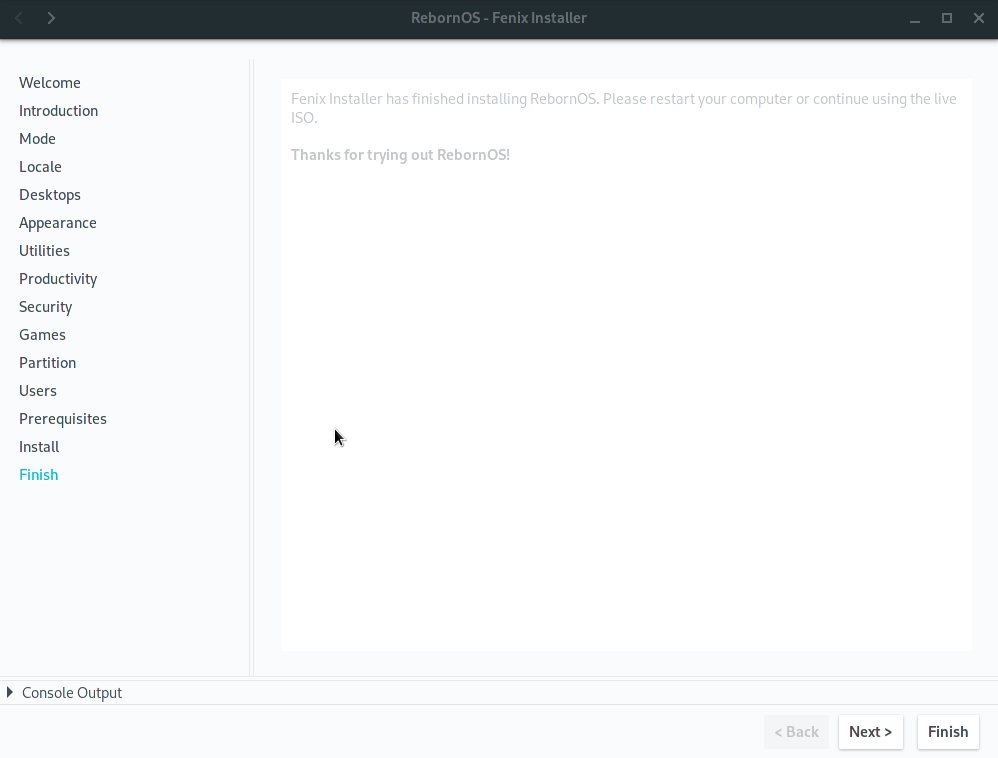 RebornOS - Fenix Installer
Welcome
Introduction
Mode
Locale
Desktops
Appearance
Utilities
Productivity
Security
Games
Partition
Users
Prerequisites
Install
Finish
Fenix Installer has finished installing RebornOS. Please restart your computer or continue using the live
ISO.
Thanks for trying out RebornOS!
Console Output
< Back
Next >
Finish